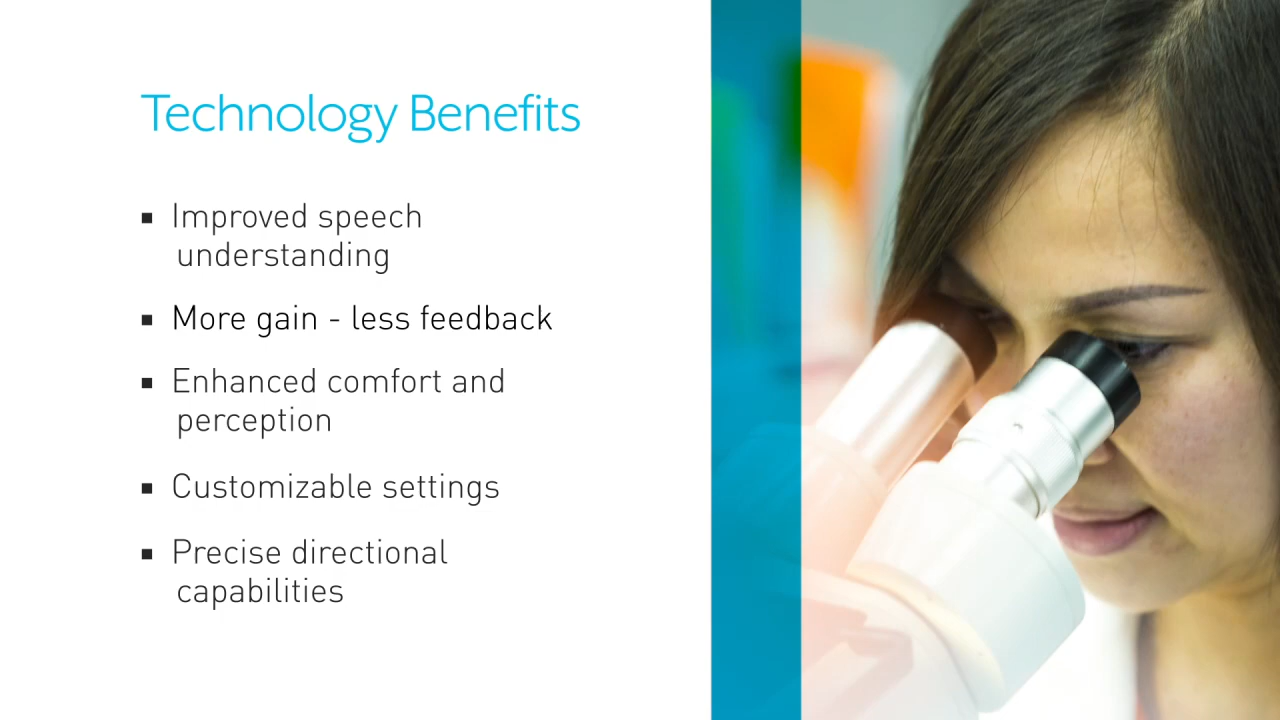 Technology Benefits
▪ Improved speech
understanding
▪ More gain - less feedback
▪ Enhanced comfort and
perception
▪ Customizable settings
▪ Precise directional
capabilities